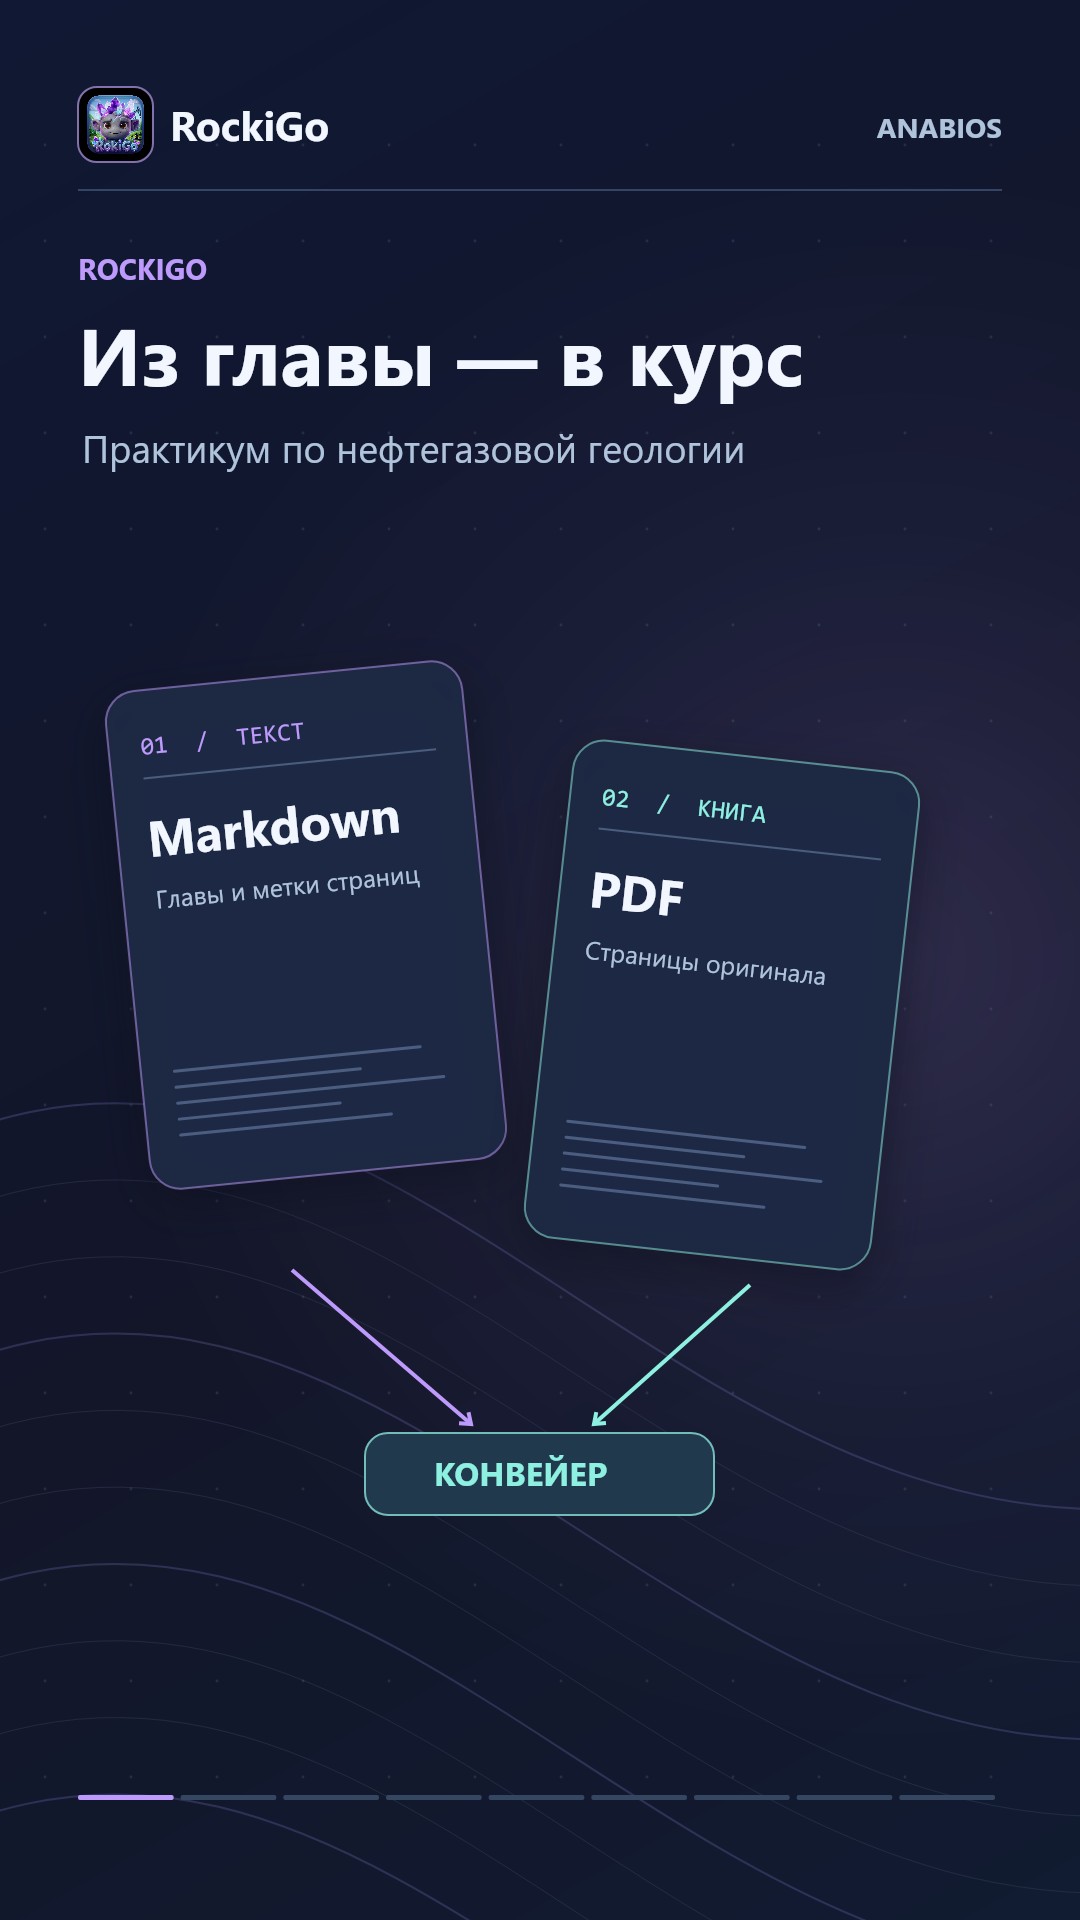 RockiGo
RokiGo
ANABIOS
ROCKIGO
Из главы — в курс
Практикум по нефтегазовой геологии
01 / ТЕКСТ
Markdown
Главы и метки страниц
02 / КНИГА
PDF
Страницы оригинала
КОНВЕЙЕР